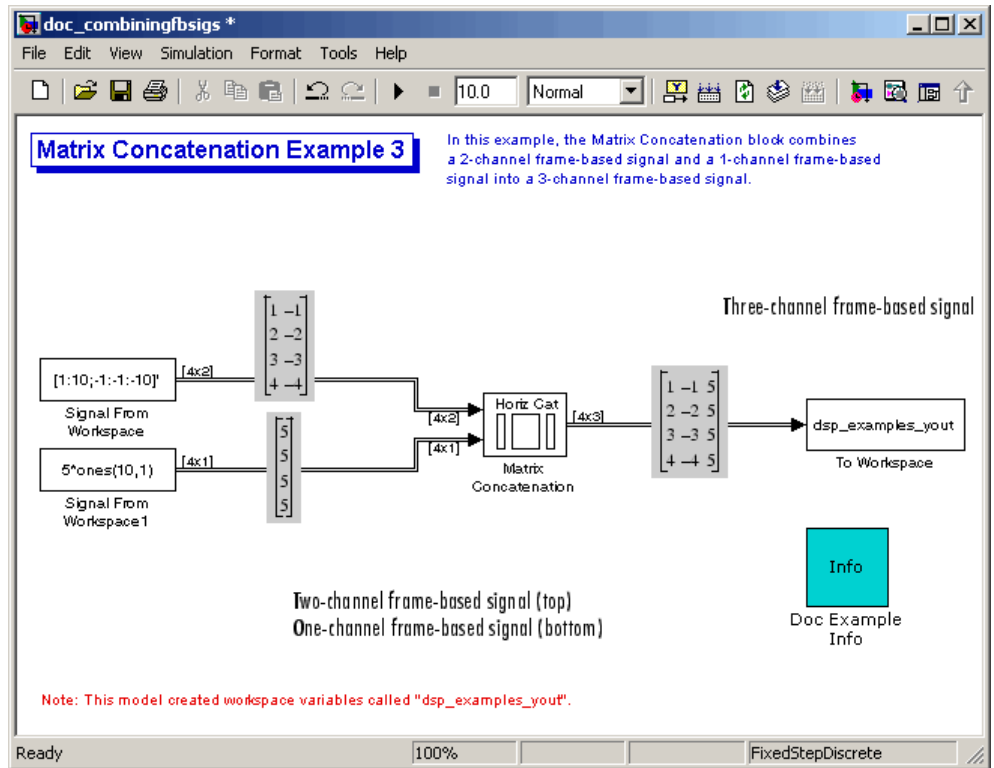 doc_combiningfbsigs *
File Edit View Simulation Format Tools Help
10.0 Normal
Matrix Concatenation Example 3
In this example, the Matrix Concatenation block combines
a 2-channel frame-based signal and a 1-channel frame-based
signal into a 3-channel frame-based signal.
Three-channel frame-based signal
1 -1
2 -2
3 -3
4 -4
[1:10;-1:-1:-10]'
[4x2]
Signal From
Workspace
5*ones(10,1)
[4x1]
Signal From
Workspace1
5
5
5
5
[4x2]
[4x1]
Horiz Cat
Matrix
Concatenation
[4x3]
1 -1 5
2 -2 5
3 -3 5
4 -4 5
dsp_examples_yout
To Workspace
Info
Doc Example
Info
Two-channel frame-based signal (top)
One-channel frame-based signal (bottom)
Note: This model created workspace variables called "dsp_examples_yout".
Ready 100% FixedStepDiscrete